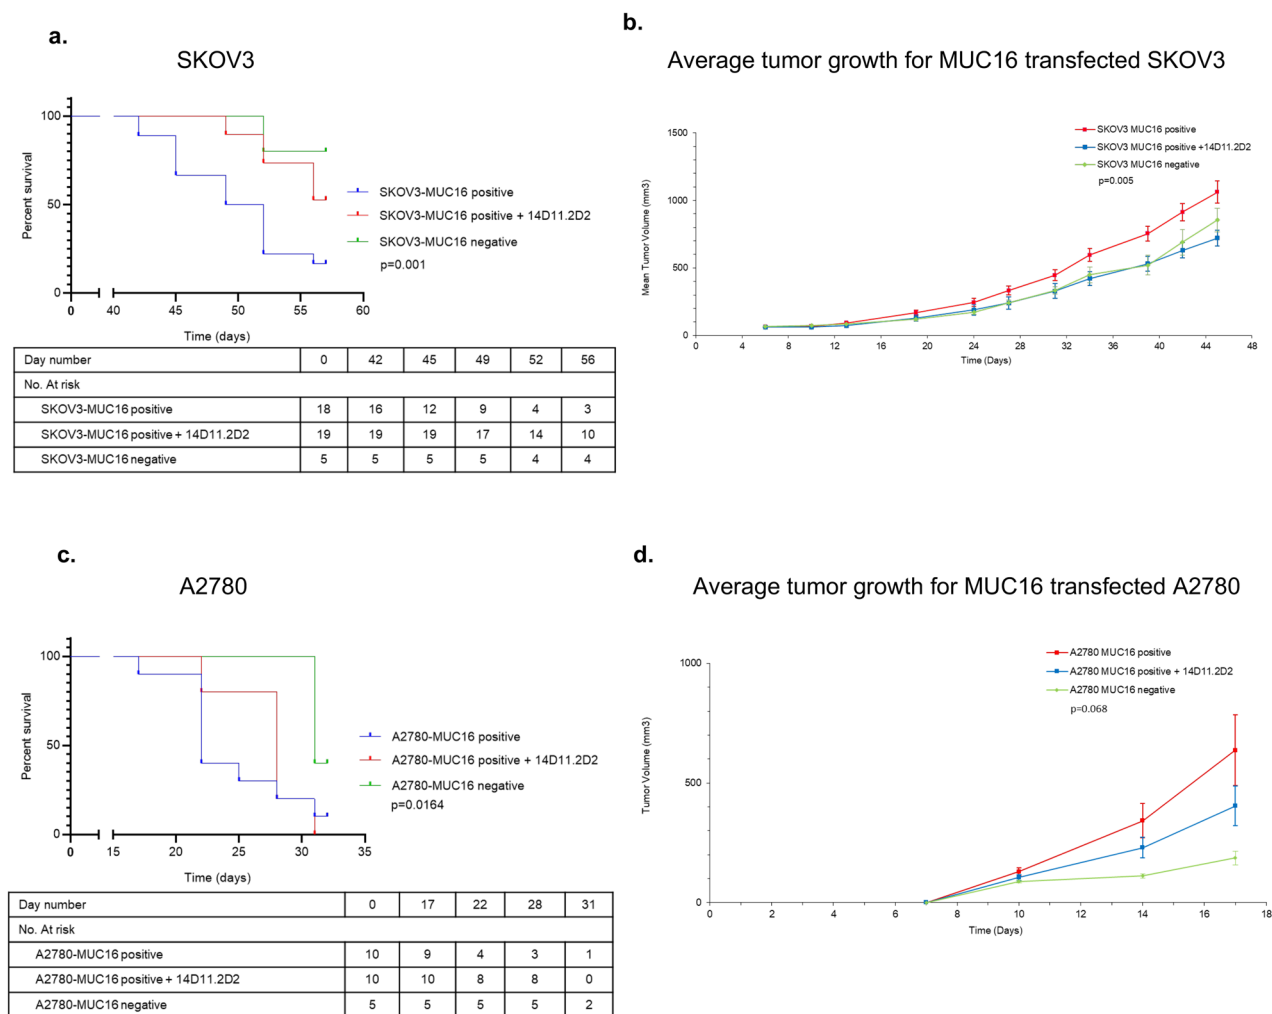 a.
SKOV3
100
50
0
Percent survival
0 40 45 50 55 60
Time (days)
SKOV3-MUC16 positive
SKOV3-MUC16 positive + 14D11.2D2
SKOV3-MUC16 negative
p=0.001
Day number 0 42 45 49 52 56
No. At risk
SKOV3-MUC16 positive 18 16 12 9 4 3
SKOV3-MUC16 positive + 14D11.2D2 19 19 19 17 14 10
SKOV3-MUC16 negative 5 5 5 5 4 4
b.
Average tumor growth for MUC16 transfected SKOV3
1500
1000
500
0
Mean Tumor Volume (mm3)
0 4 8 12 16 20 24 28 32 36 40 44 48
Time (Days)
SKOV3 MUC16 positive
SKOV3 MUC16 positive +14D11.2D2
SKOV3 MUC16 negative
p=0.005
c.
A2780
100
50
0
Percent survival
0 15 20 25 30 35
Time (days)
A2780-MUC16 positive
A2780-MUC16 positive + 14D11.2D2
A2780-MUC16 negative
p=0.0164
Day number 0 17 22 28 31
No. At risk
A2780-MUC16 positive 10 9 4 3 1
A2780-MUC16 positive + 14D11.2D2 10 10 8 8 0
A2780-MUC16 negative 5 5 5 5 2
d.
Average tumor growth for MUC16 transfected A2780
1000
500
0
Tumor Volume (mm3)
0 2 4 6 8 10 12 14 16 18
Time (Days)
A2780 MUC16 positive
A2780 MUC16 positive + 14D11.2D2
A2780 MUC16 negative
p=0.068